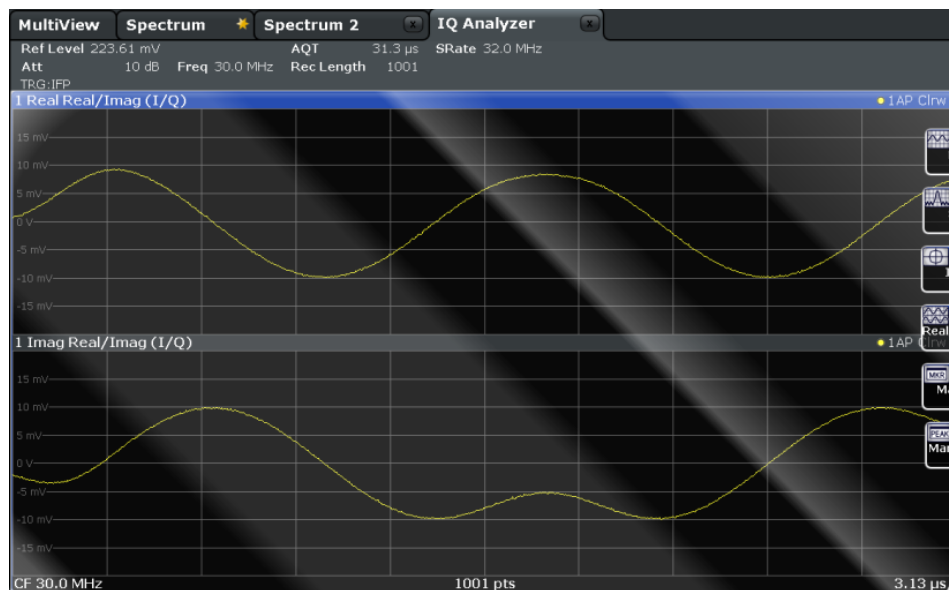 MultiView Spectrum Spectrum 2 x IQ Analyzer x
Ref Level 223.61 mV AQT 31.3 µs SRate 32.0 MHz
Att 10 dB Freq 30.0 MHz Rec Length 1001
TRG:IFP
1 Real Real/Imag (I/Q) 1AP Clrw
15 mV
10 mV
5 mV
0 V
-5 mV
-10 mV
-15 mV
Real
1 Imag Real/Imag (I/Q) 1AP Clrw
15 mV
MKR
10 mV
5 mV
PEAK
0 V
-5 mV
-10 mV
-15 mV
CF 30.0 MHz 1001 pts 3.13 µs